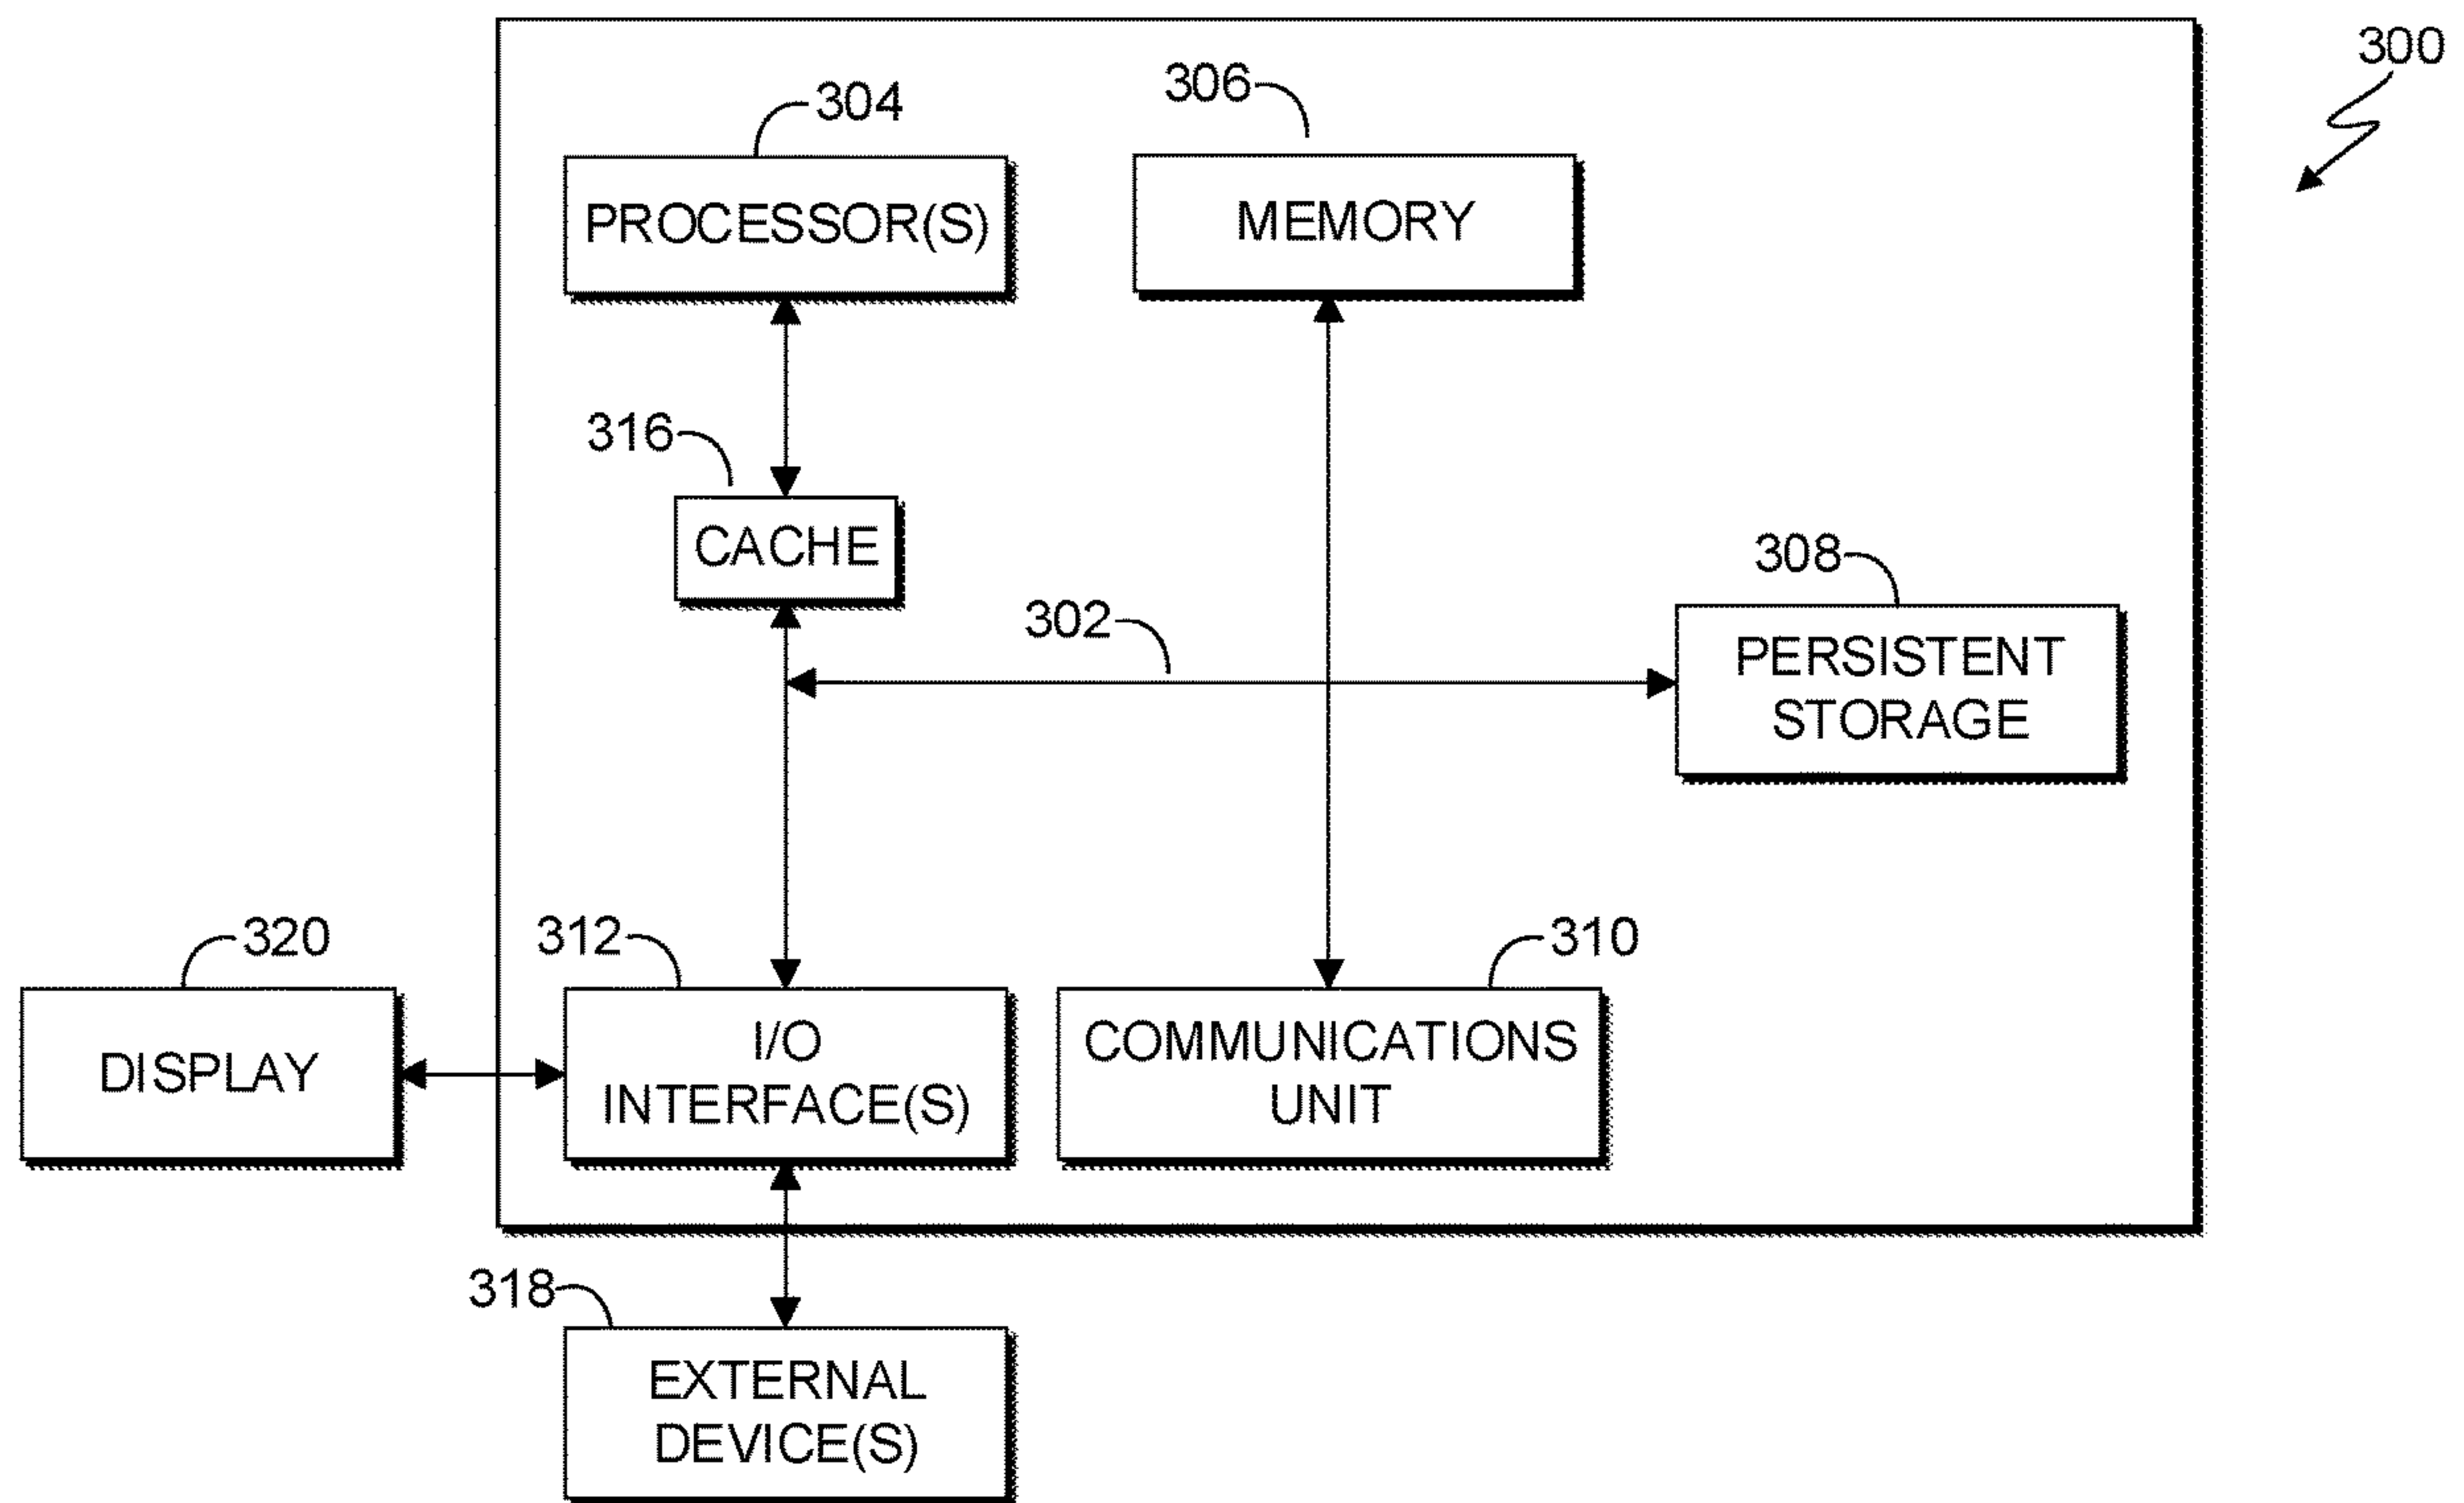 300
304
306
PROCESSOR(S)
MEMORY
316
CACHE
308
302
PERSISTENT
STORAGE
320
312
310
DISPLAY
I/O
INTERFACE(S)
COMMUNICATIONS
UNIT
318
EXTERNAL
DEVICE(S)